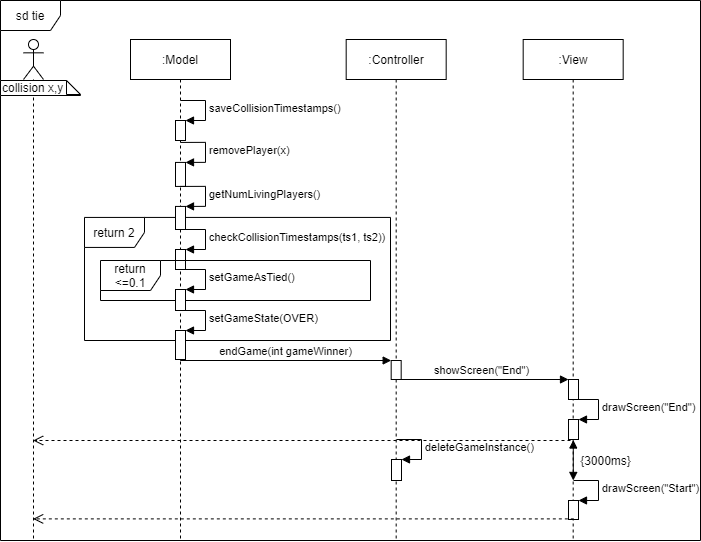 sd tie
:Model
:Controller
:View
collision x,y
saveCollisionTimestamps()
removePlayer(x)
getNumLivingPlayers()
return 2
checkCollisionTimestamps(ts1, ts2))
return
<=0.1
setGameAsTied()
setGameState(OVER)
endGame(int gameWinner)
showScreen("End")
drawScreen("End")
deleteGameInstance()
{3000ms}
drawScreen("Start")